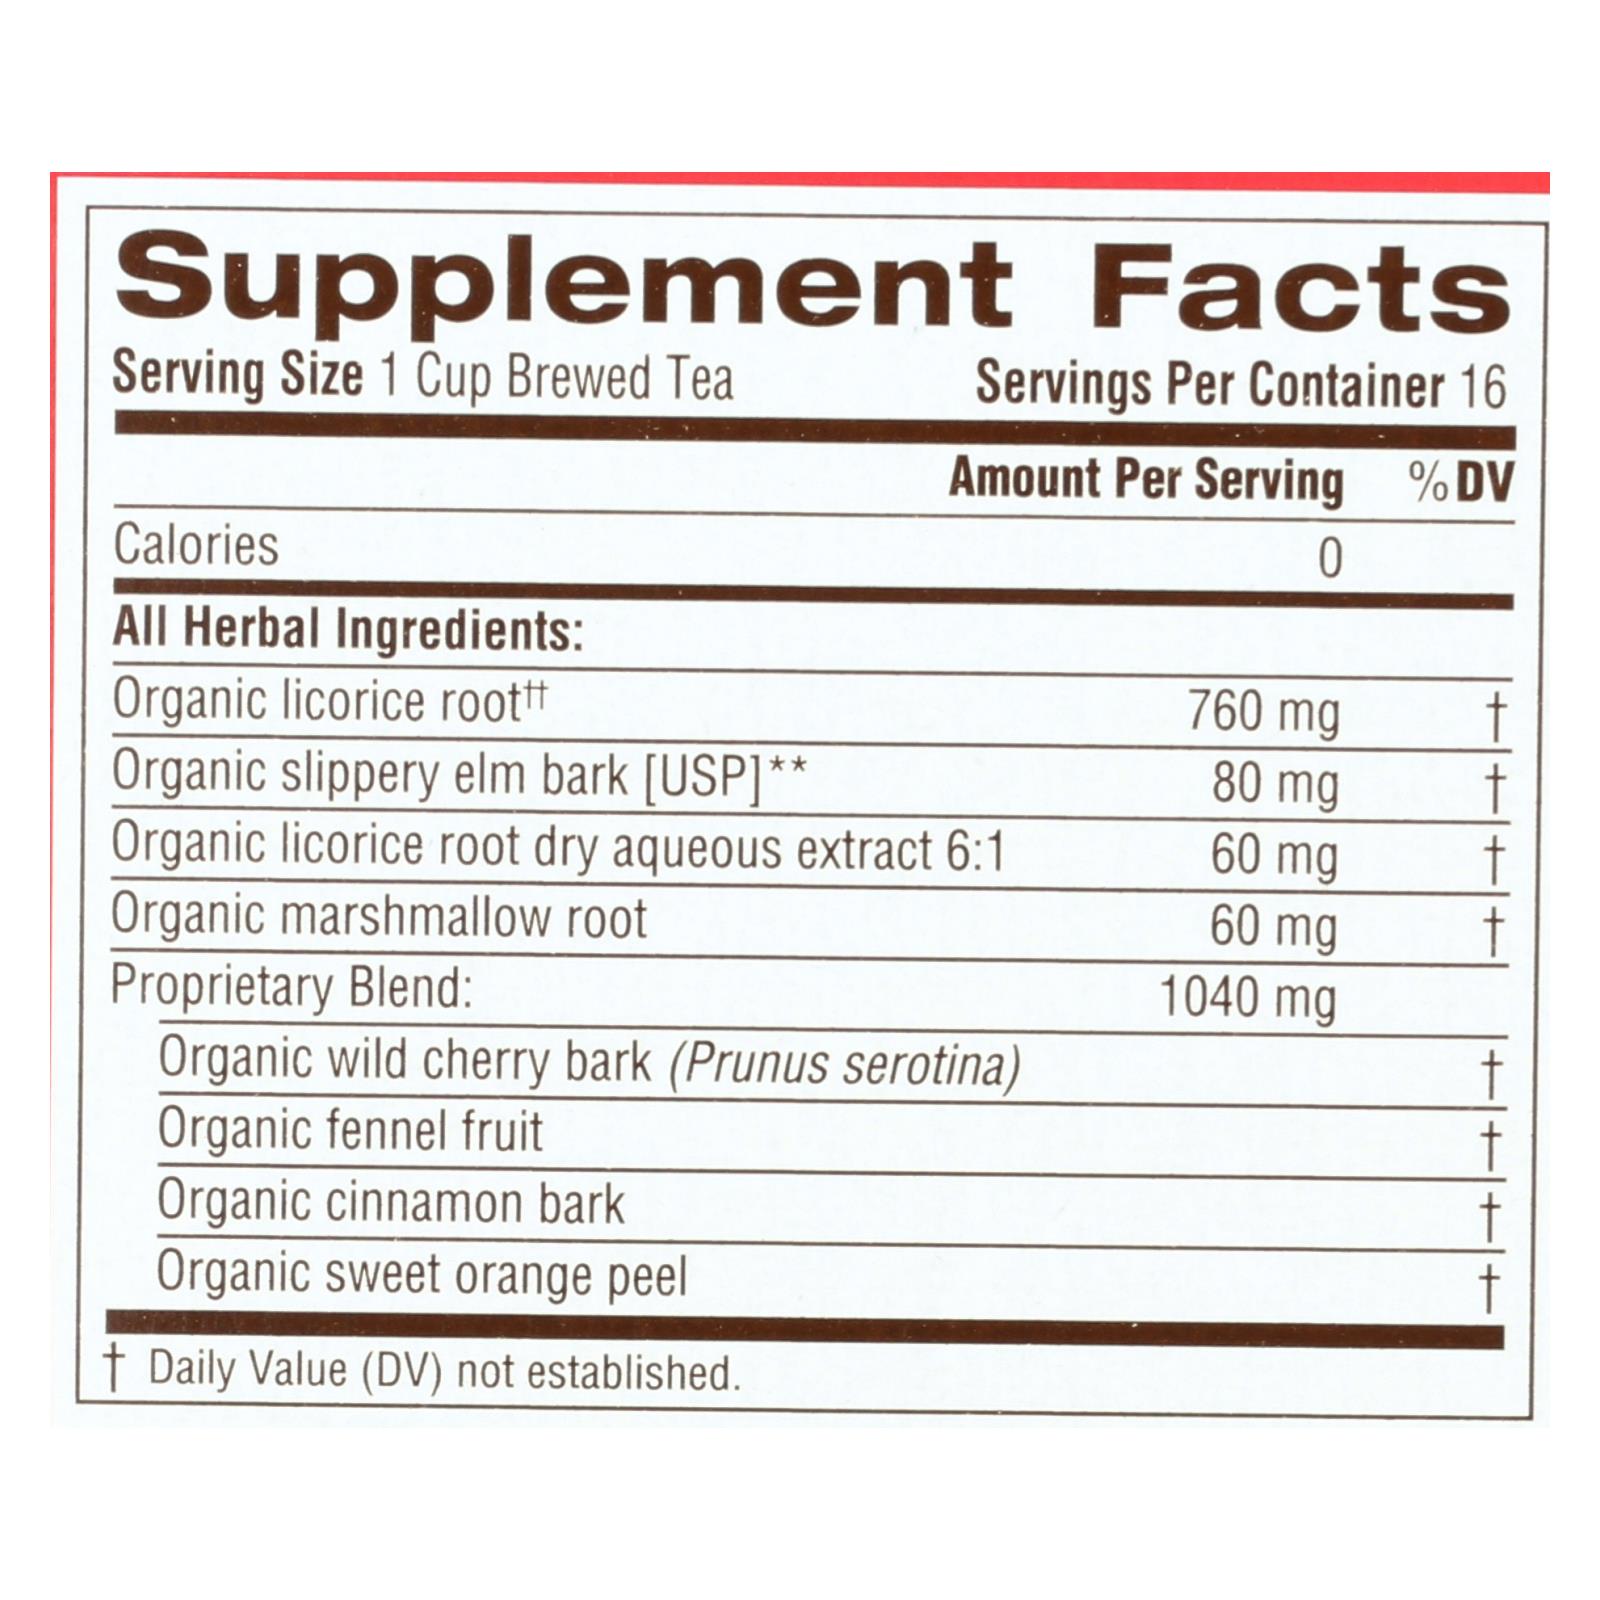 Supplement Facts
Serving Size 1 Cup Brewed Tea Servings Per Container 16
Amount Per Serving % DV
Calories 0
All Herbal Ingredients:
Organic licorice root†† 760 mg †
Organic slippery elm bark [USP]** 80 mg †
Organic licorice root dry aqueous extract 6:1 60 mg †
Organic marshmallow root 60 mg †
Proprietary Blend: 1040 mg
Organic wild cherry bark (Prunus serotina) †
Organic fennel fruit †
Organic cinnamon bark †
Organic sweet orange peel †
† Daily Value (DV) not established.